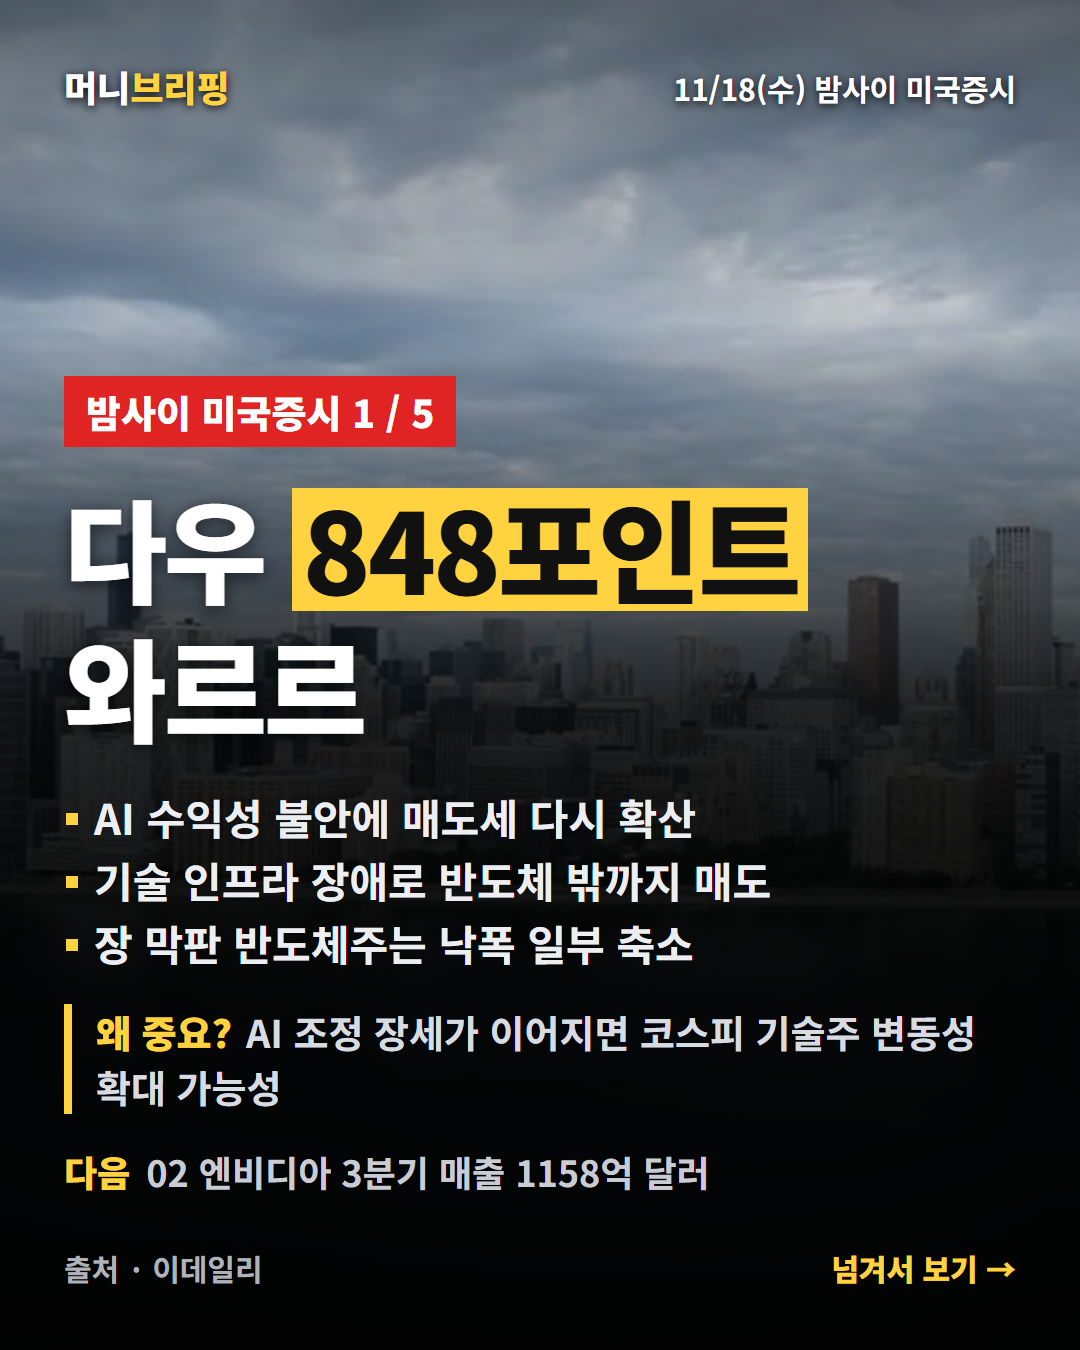 머니브리핑
11/18(수) 밤사이 미국증시
밤사이 미국증시 1 / 5
다우 848포인트
와르르
AI 수익성 불안에 매도세 다시 확산
기술 인프라 장애로 반도체 밖까지 매도
장 막판 반도체주는 낙폭 일부 축소
왜 중요? AI 조정 장세가 이어지면 코스피 기술주 변동성
확대 가능성
다음 02 엔비디아 3분기 매출 1158억 달러
출처 · 이데일리
넘겨서 보기 →